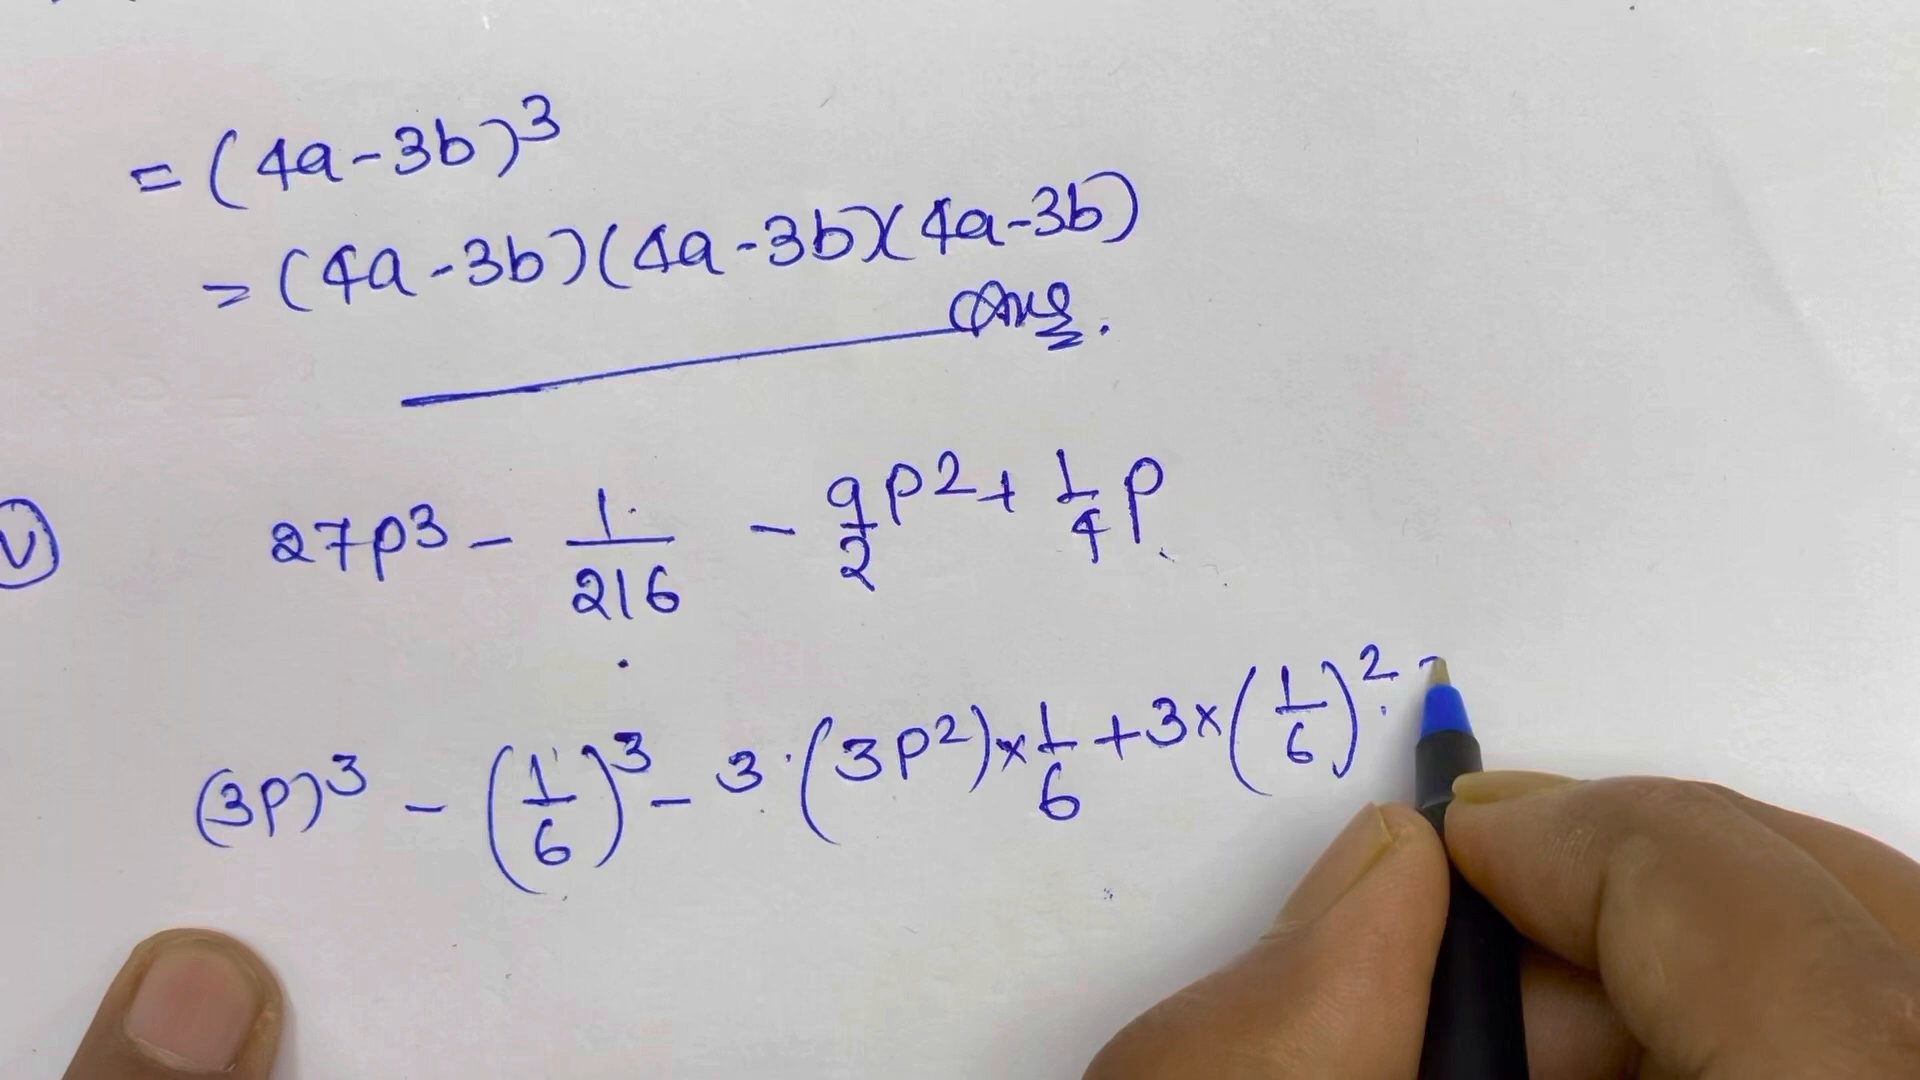 = (4a-3b)³
= (4a-3b)(4a-3b)(4a-3b)
Ans.
v) 27p³ - 1/216 - 9/2 p² + 1/4 p
(3p)³ - (1/6)³ - 3·(3p²)×1/6 + 3×(1/6)²